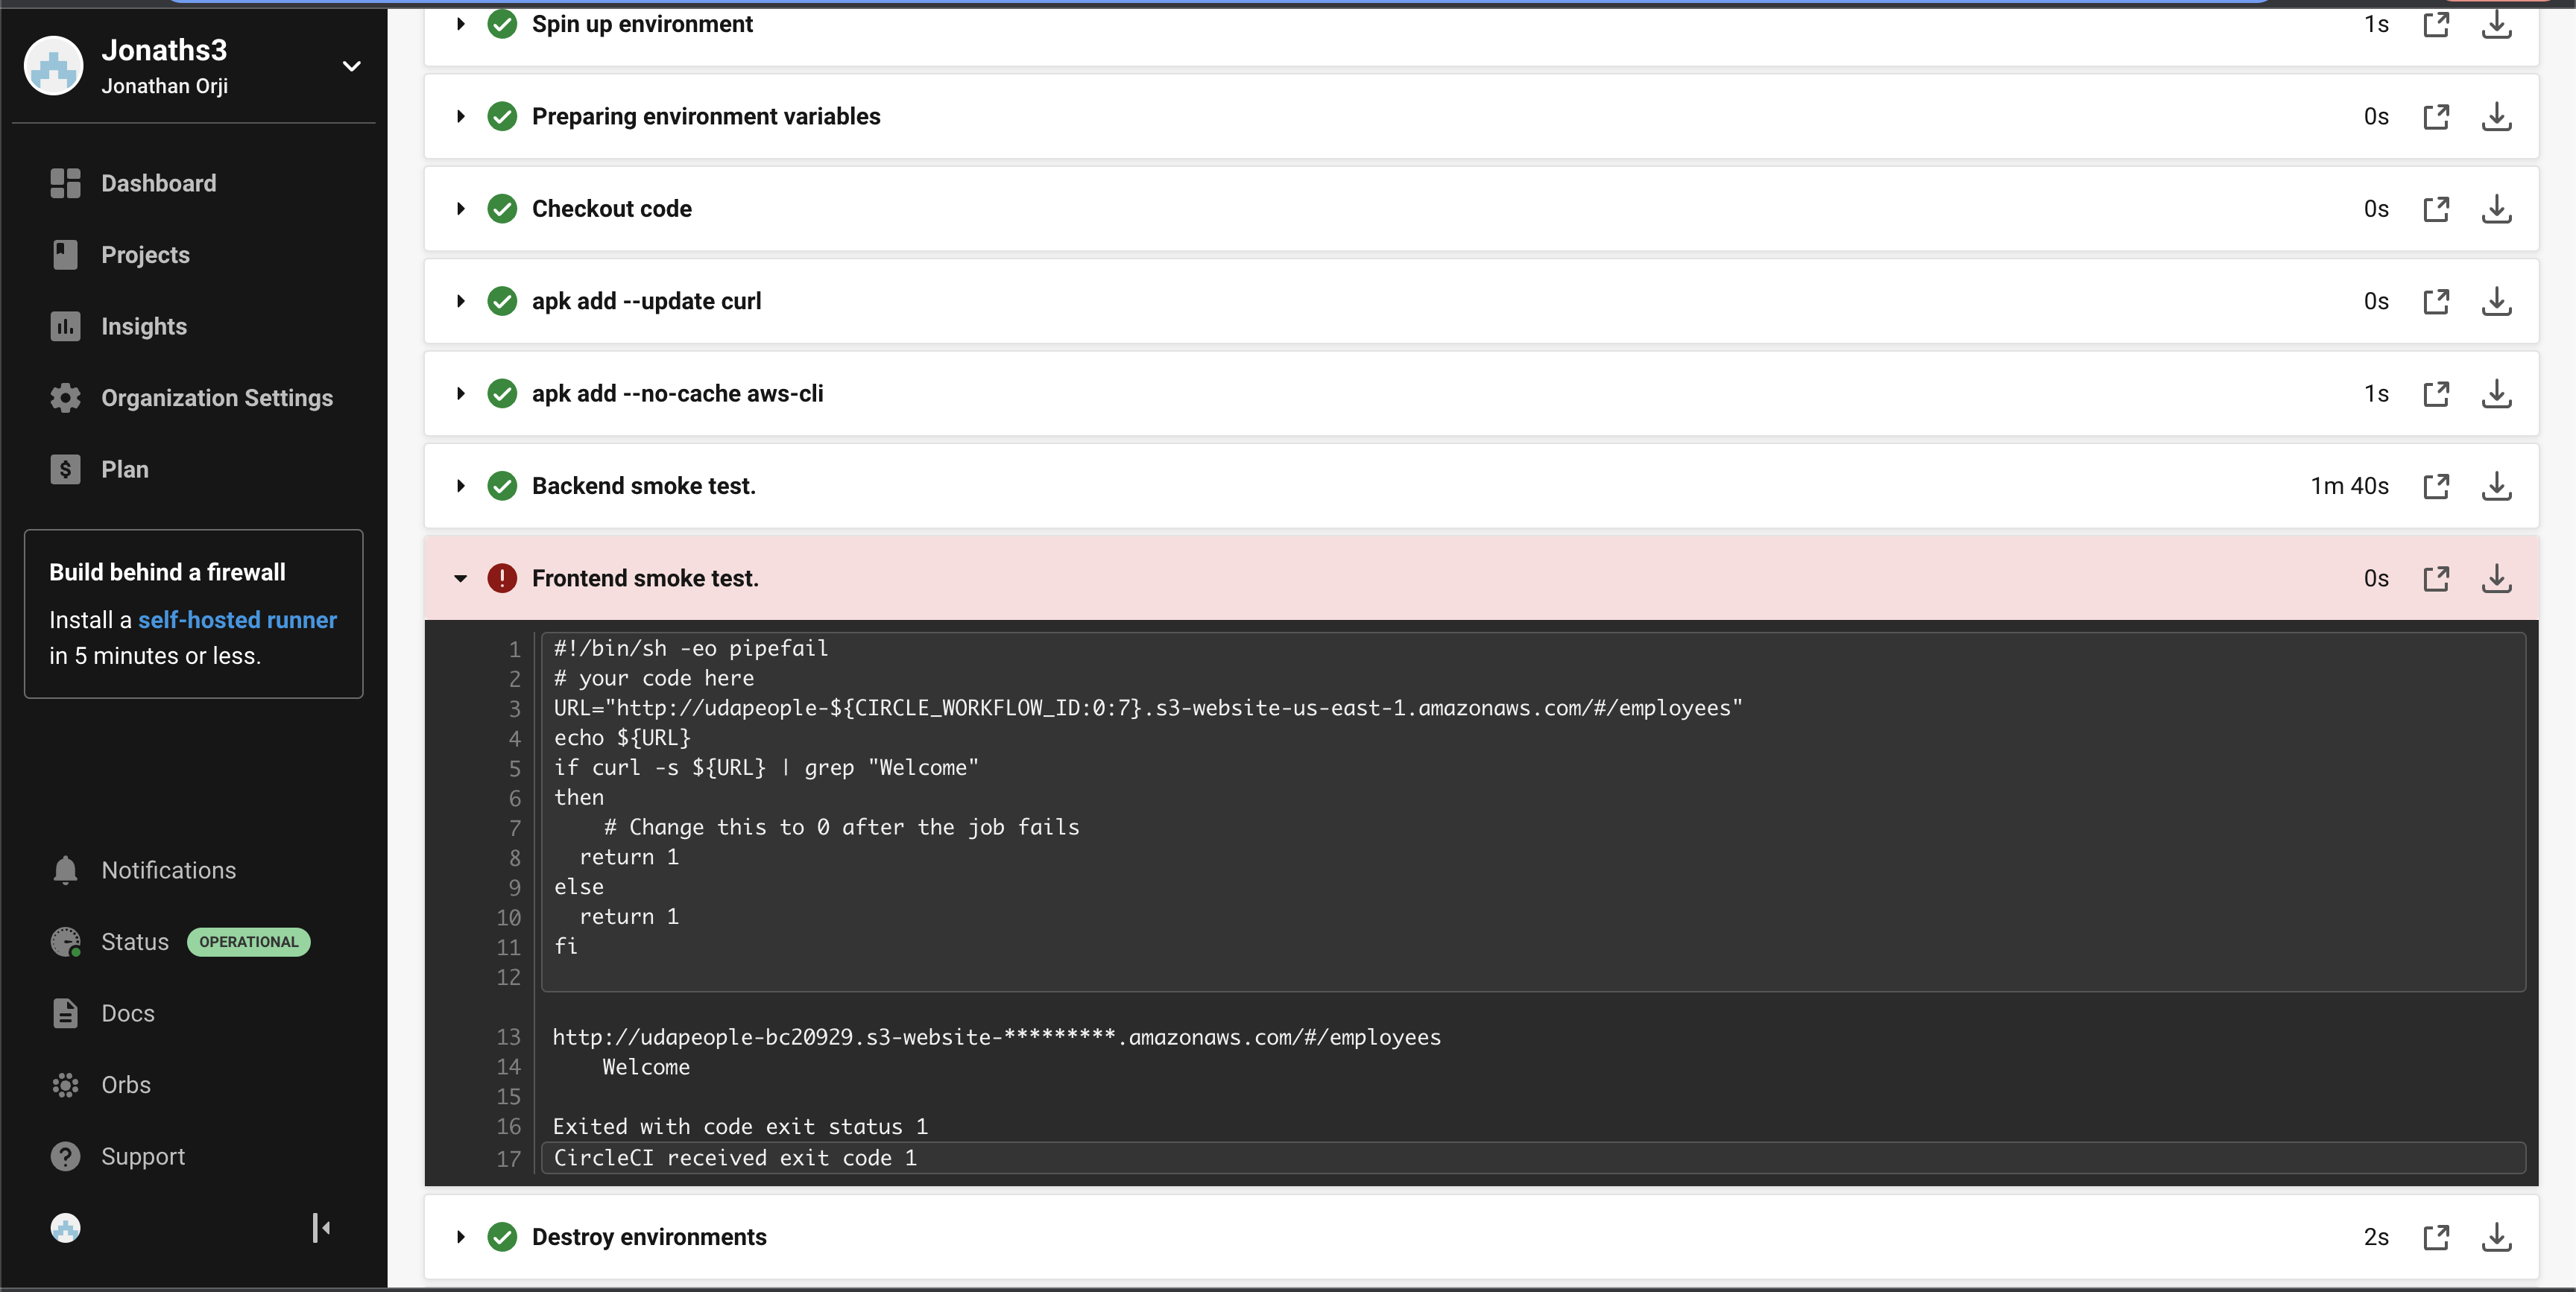 Jonaths3
Jonathan Orji
Dashboard
Projects
Insights
Organization Settings
Plan
Build behind a firewall
Install a self-hosted runner
in 5 minutes or less.
Notifications
Status OPERATIONAL
Docs
Orbs
Support
Spin up environment 1s
Preparing environment variables 0s
Checkout code 0s
apk add --update curl 0s
apk add --no-cache aws-cli 1s
Backend smoke test. 1m 40s
Frontend smoke test. 0s
1 #!/bin/sh -eo pipefail
2 # your code here
3 URL="http://udapeople-${CIRCLE_WORKFLOW_ID:0:7}.s3-website-us-east-1.amazonaws.com/#/employees"
4 echo ${URL}
5 if curl -s ${URL} | grep "Welcome"
6 then
7     # Change this to 0 after the job fails
8   return 1
9 else
10   return 1
11 fi
12
13 http://udapeople-bc20929.s3-website-*********.amazonaws.com/#/employees
14     Welcome
15
16 Exited with code exit status 1
17 CircleCI received exit code 1
Destroy environments 2s